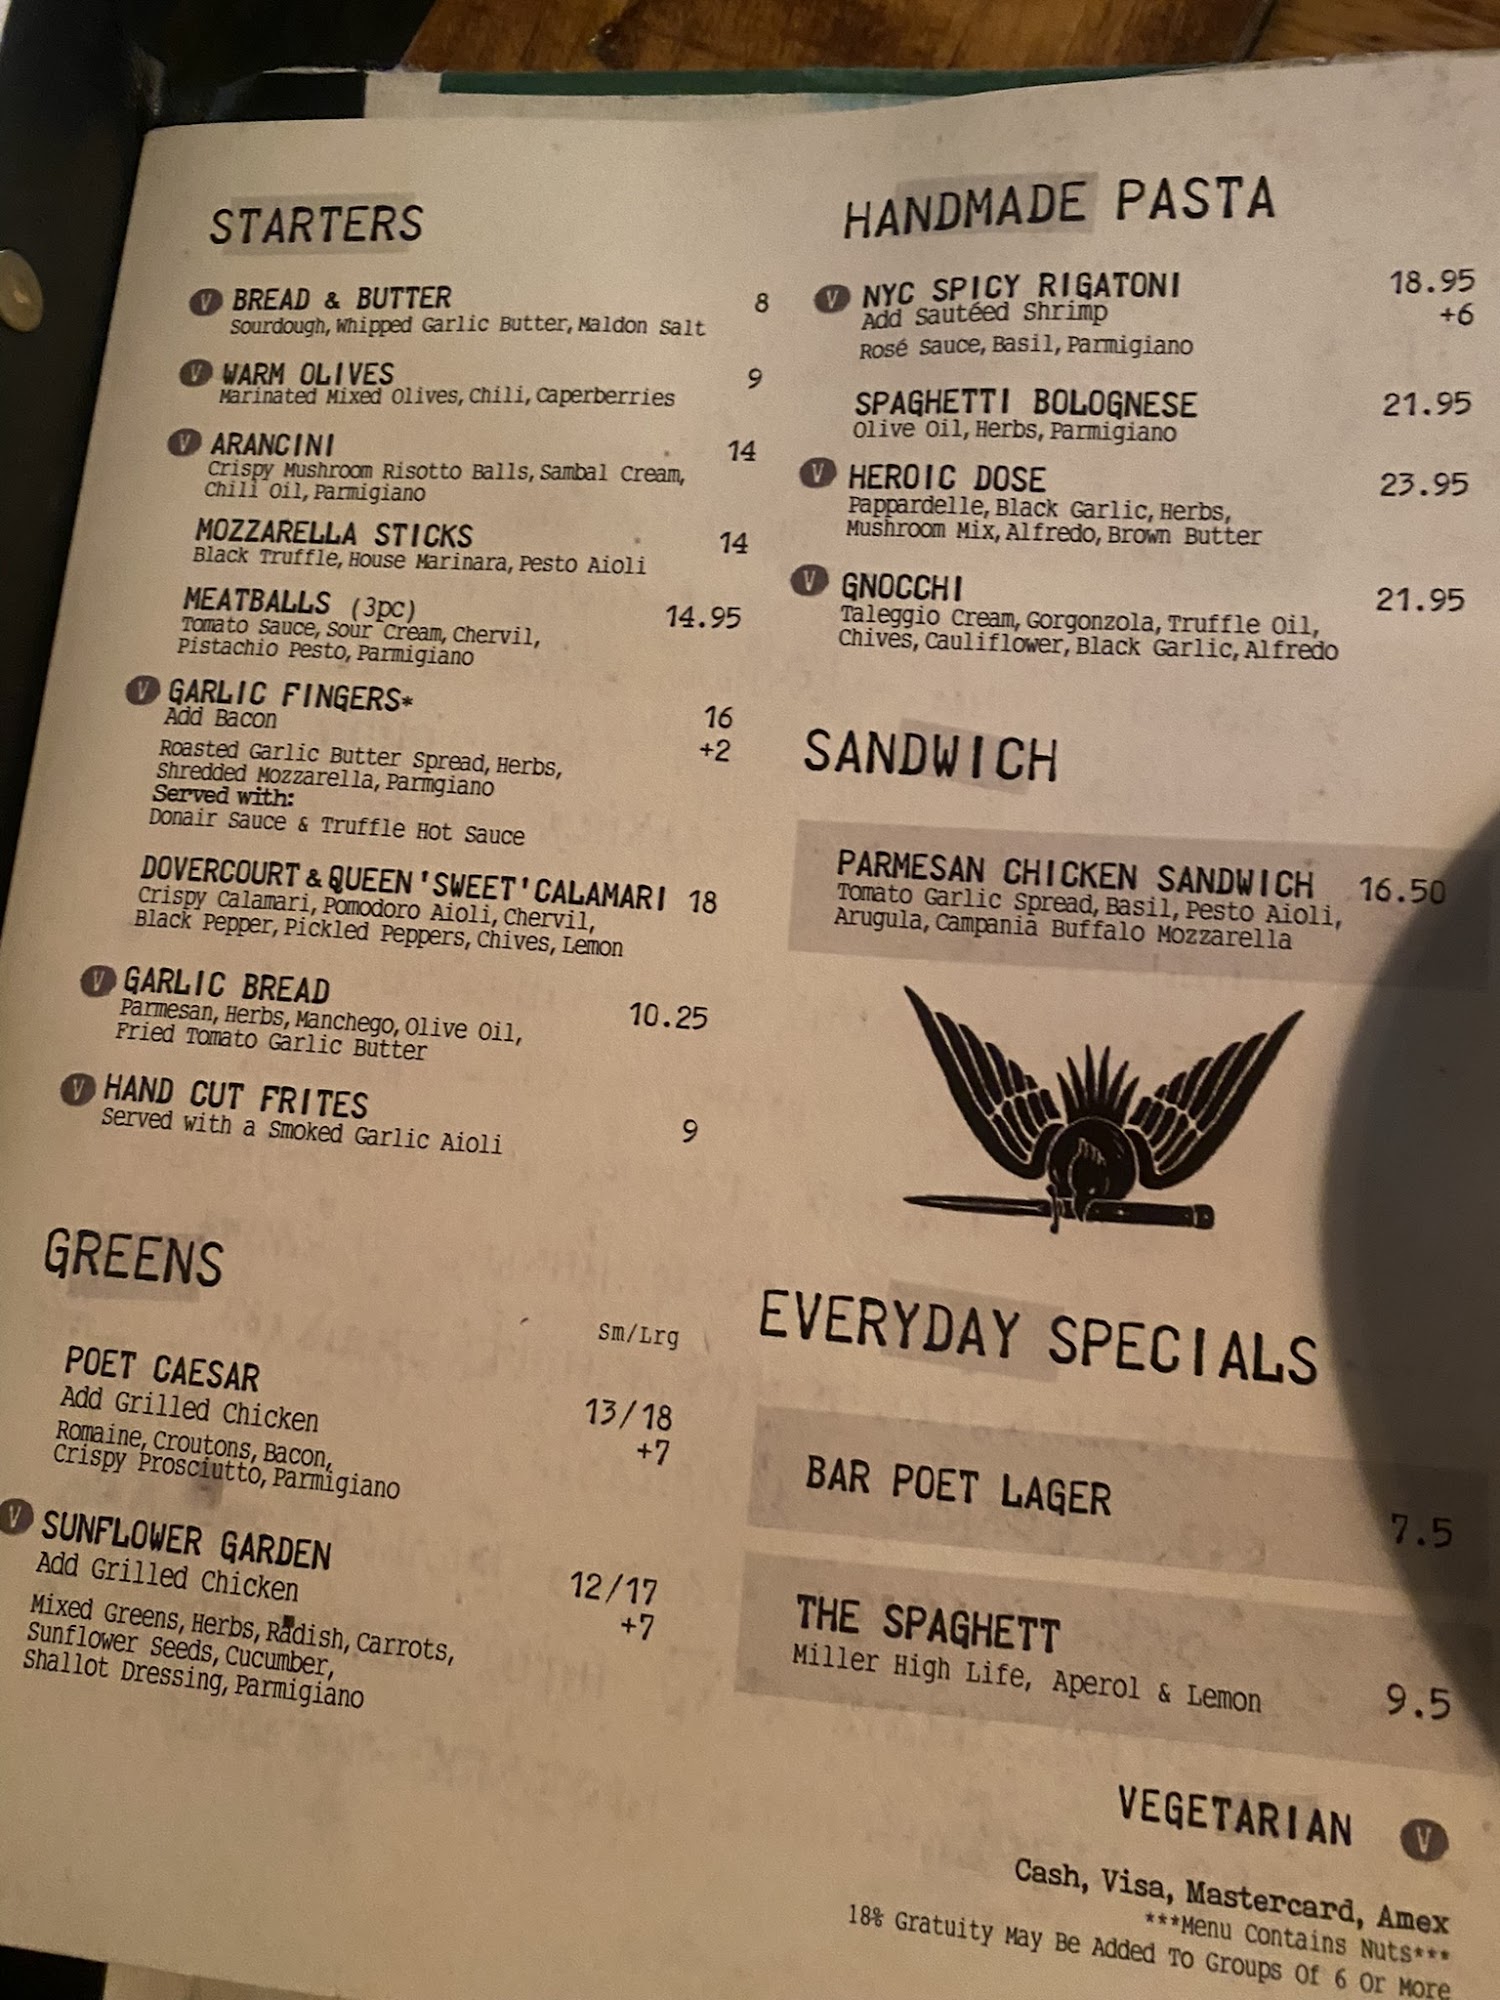 STARTERS
V BREAD & BUTTER 8
Sourdough, Whipped Garlic Butter, Maldon Salt
V WARM OLIVES 9
Marinated Mixed Olives, Chili, Caperberries
V ARANCINI 14
Crispy Mushroom Risotto Balls, Sambal Cream,
Chili Oil, Parmigiano
MOZZARELLA STICKS 14
Black Truffle, House Marinara, Pesto Aioli
MEATBALLS (3pc) 14.95
Tomato Sauce, Sour Cream, Chervil,
Pistachio Pesto, Parmigiano
V GARLIC FINGERS* 16
Add Bacon +2
Roasted Garlic Butter Spread, Herbs,
Shredded Mozzarella, Parmgiano
Served with:
Donair Sauce & Truffle Hot Sauce
DOVERCOURT & QUEEN 'SWEET' CALAMARI 18
Crispy Calamari, Pomodoro Aioli, Chervil,
Black Pepper, Pickled Peppers, Chives, Lemon
V GARLIC BREAD 10.25
Parmesan, Herbs, Manchego, Olive Oil,
Fried Tomato Garlic Butter
V HAND CUT FRITES 9
Served with a Smoked Garlic Aioli
GREENS
Sm/Lrg
POET CAESAR 13/18
Add Grilled Chicken +7
Romaine, Croutons, Bacon,
Crispy Prosciutto, Parmigiano
V SUNFLOWER GARDEN 12/17
Add Grilled Chicken +7
Mixed Greens, Herbs, Radish, Carrots,
Sunflower Seeds, Cucumber,
Shallot Dressing, Parmigiano
HANDMADE PASTA
V NYC SPICY RIGATONI 18.95
Add Sautéed Shrimp +6
Rosé Sauce, Basil, Parmigiano
SPAGHETTI BOLOGNESE 21.95
Olive Oil, Herbs, Parmigiano
V HEROIC DOSE 23.95
Pappardelle, Black Garlic, Herbs,
Mushroom Mix, Alfredo, Brown Butter
V GNOCCHI 21.95
Taleggio Cream, Gorgonzola, Truffle Oil,
Chives, Cauliflower, Black Garlic, Alfredo
SANDWICH
PARMESAN CHICKEN SANDWICH 16.50
Tomato Garlic Spread, Basil, Pesto Aioli,
Arugula, Campania Buffalo Mozzarella
EVERYDAY SPECIALS
BAR POET LAGER 7.5
THE SPAGHETT
Miller High Life, Aperol & Lemon 9.5
VEGETARIAN V
Cash, Visa, Mastercard, Amex
***Menu Contains Nuts***
18% Gratuity May Be Added To Groups Of 6 Or More